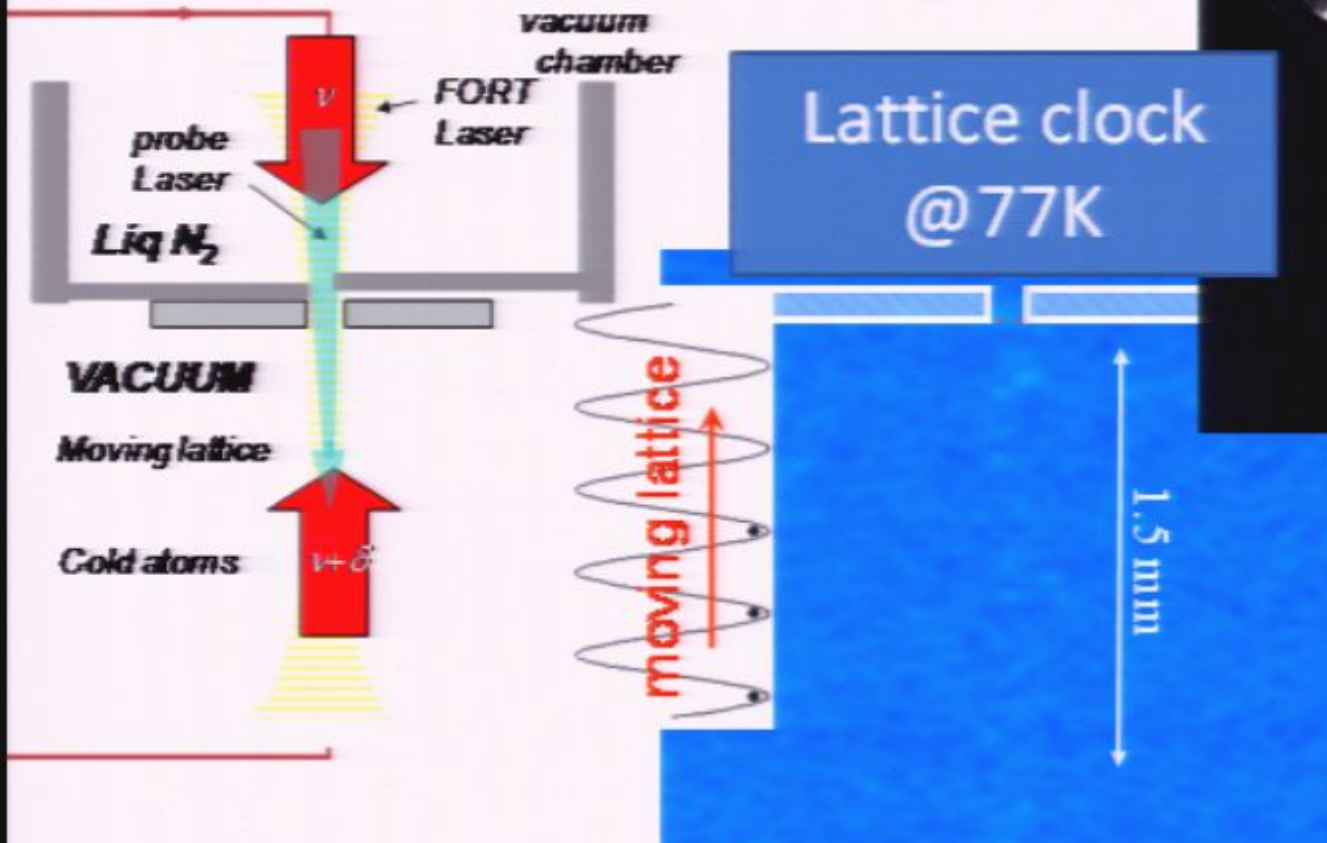 vacuum
chamber
ν
FORT
Laser
probe
Laser
Liq N₂
VACUUM
Moving lattice
Cold atoms
ν+ δ
moving lattice
Lattice clock
@77K
1.5 mm